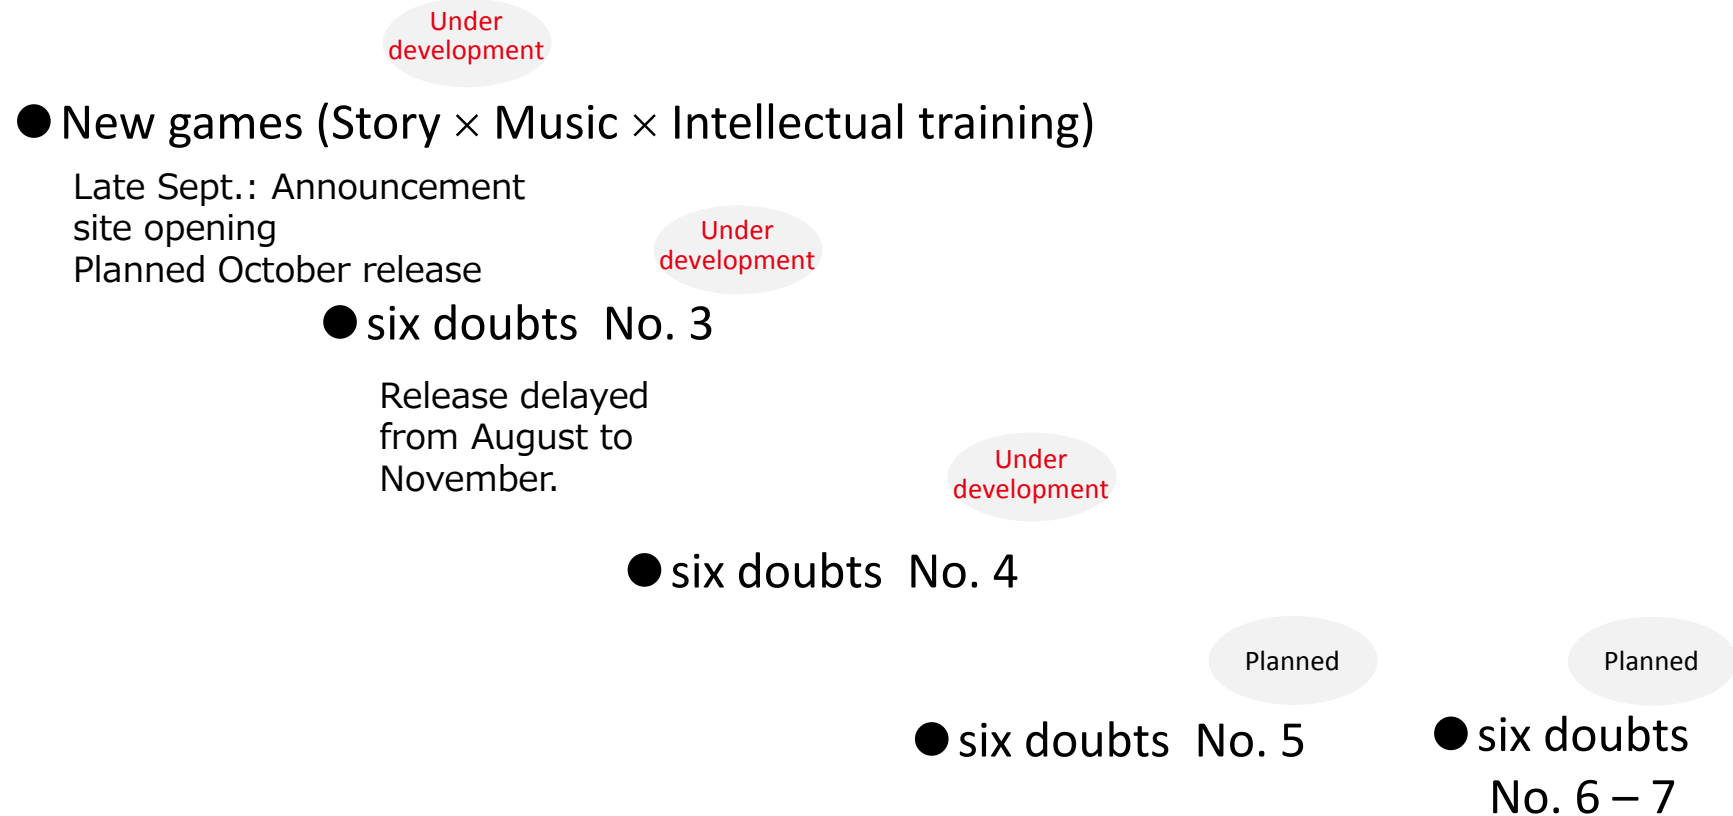 Under
development
● New games (Story × Music × Intellectual training)
Late Sept.: Announcement
site opening
Planned October release
Under
development
● six doubts No. 3
Release delayed
from August to
November.
Under
development
● six doubts No. 4
Planned
● six doubts No. 5
Planned
● six doubts
No. 6 – 7